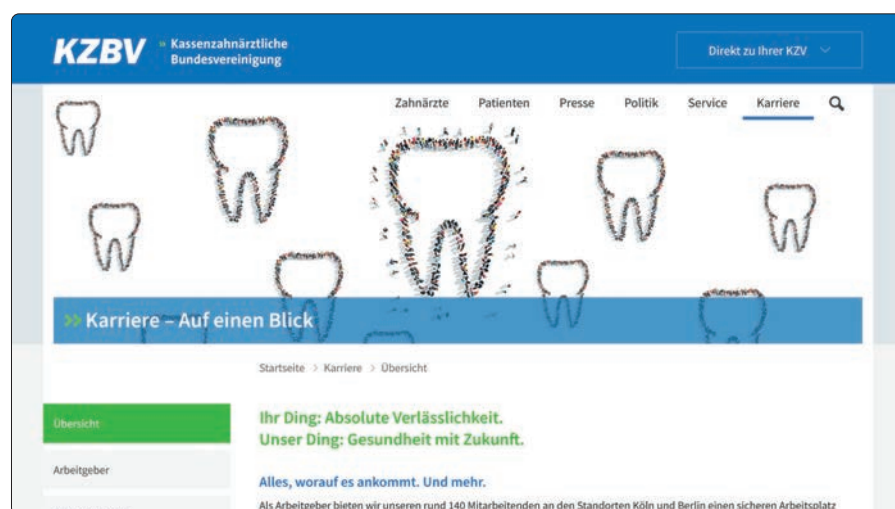 KZBV » Kassenzahnärztliche
Bundesvereinigung
Direkt zu Ihrer KZV
Zahnärzte Patienten Presse Politik Service Karriere
» Karriere – Auf einen Blick
Startseite > Karriere > Übersicht
Übersicht
Arbeitgeber
Ihr Ding: Absolute Verlässlichkeit.
Unser Ding: Gesundheit mit Zukunft.
Alles, worauf es ankommt. Und mehr.
Als Arbeitgeber bieten wir unseren rund 140 Mitarbeitenden an den Standorten Köln und Berlin einen sicheren Arbeitsplatz